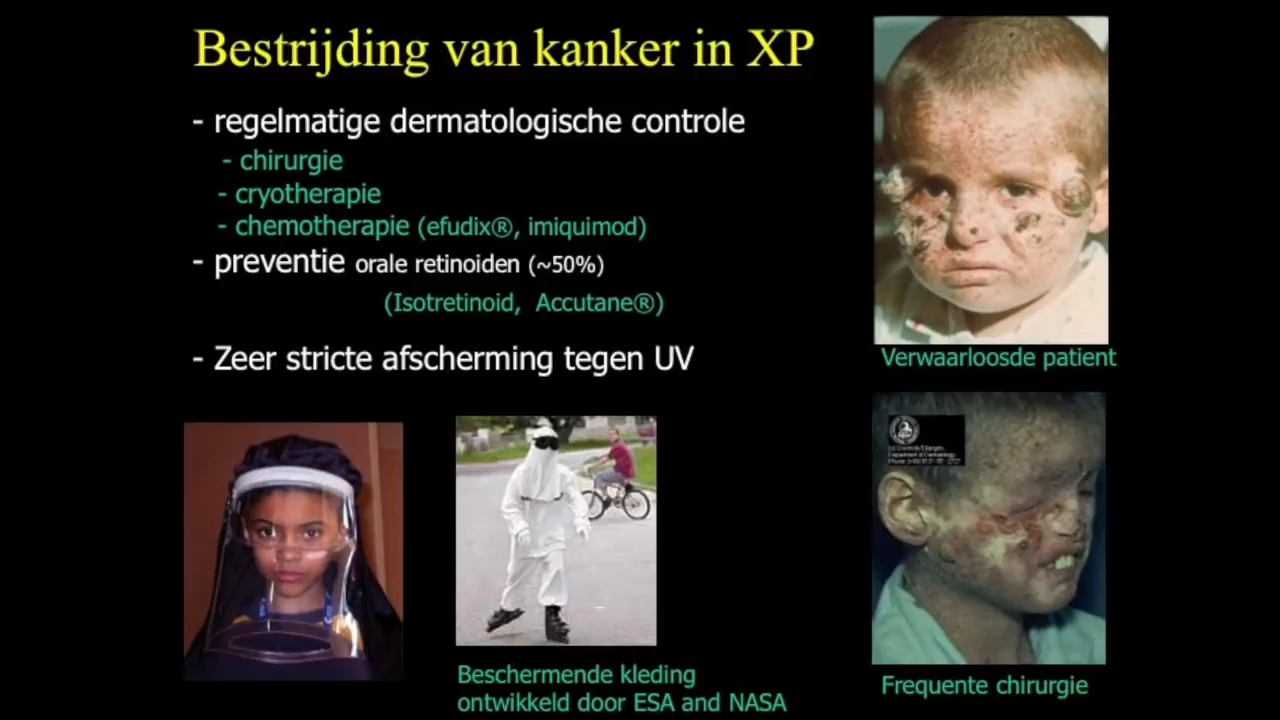 Bestrijding van kanker in XP
- regelmatige dermatologische controle
- chirurgie
- cryotherapie
- chemotherapie (efudix®, imiquimod)
- preventie orale retinoiden (~50%)
(Isotretinoid, Accutane®)
- Zeer stricte afscherming tegen UV
Verwaarloosde patient
Beschermende kleding
ontwikkeld door ESA and NASA
Frequente chirurgie